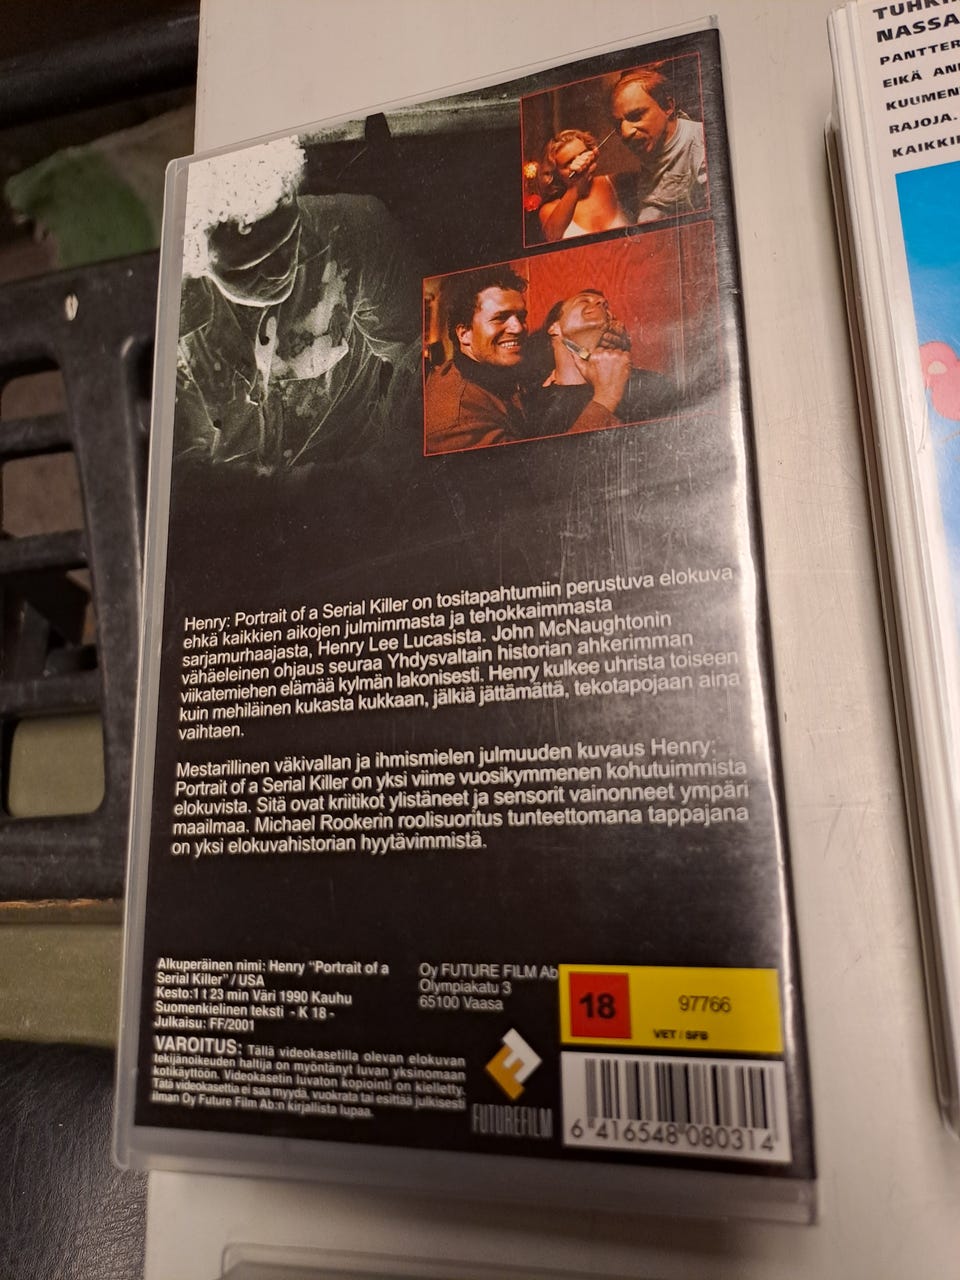 Henry: Portrait of a Serial Killer on tositapahtumiin perustuva elokuva
ehkä kaikkien aikojen julmimmasta ja tehokkaimmasta
sarjamurhaajasta, Henry Lee Lucasista. John McNaughtonin
vähäeleinen ohjaus seuraa Yhdysvaltain historian ahkerimman
viikatemiehen elämää kylmän lakonisesti. Henry kulkee uhrista toiseen
kuin mehiläinen kukasta kukkaan, jälkiä jättämättä, tekotapojaan aina
vaihtaen.
Mestarillinen väkivallan ja ihmismielen julmuuden kuvaus Henry:
Portrait of a Serial Killer on yksi viime vuosikymmenen kohutuimmista
elokuvista. Sitä ovat kriitikot ylistäneet ja sensorit vainonneet ympäri
maailmaa. Michael Rookerin roolisuoritus tunteettomana tappajana
on yksi elokuvahistorian hyytävimmistä.
Alkuperäinen nimi: Henry "Portrait of a
Serial Killer" / USA
Kesto:1 t 23 min Väri 1990 Kauhu
Suomenkielinen teksti - K 18 -
Julkaisu: FF/2001
VAROITUS: Tällä videokasetilla olevan elokuvan
tekijänoikeuden haltija on myöntänyt luvan yksinomaan
kotikäyttöön. Videokasetin luvaton kopiointi on kielletty.
Tätä videokasettia ei saa myydä, vuokrata tai esittää julkisesti
ilman Oy Future Film Ab:n kirjallista lupaa.
Oy FUTURE FILM Ab
Olympiakatu 3
65100 Vaasa
FUTUREFILM
18
97766
VET / SFB
6 416548 080314
NASSA
PANTTER
EIKÄ AN
KUUMEN
RAJOJA.
KAIKKI